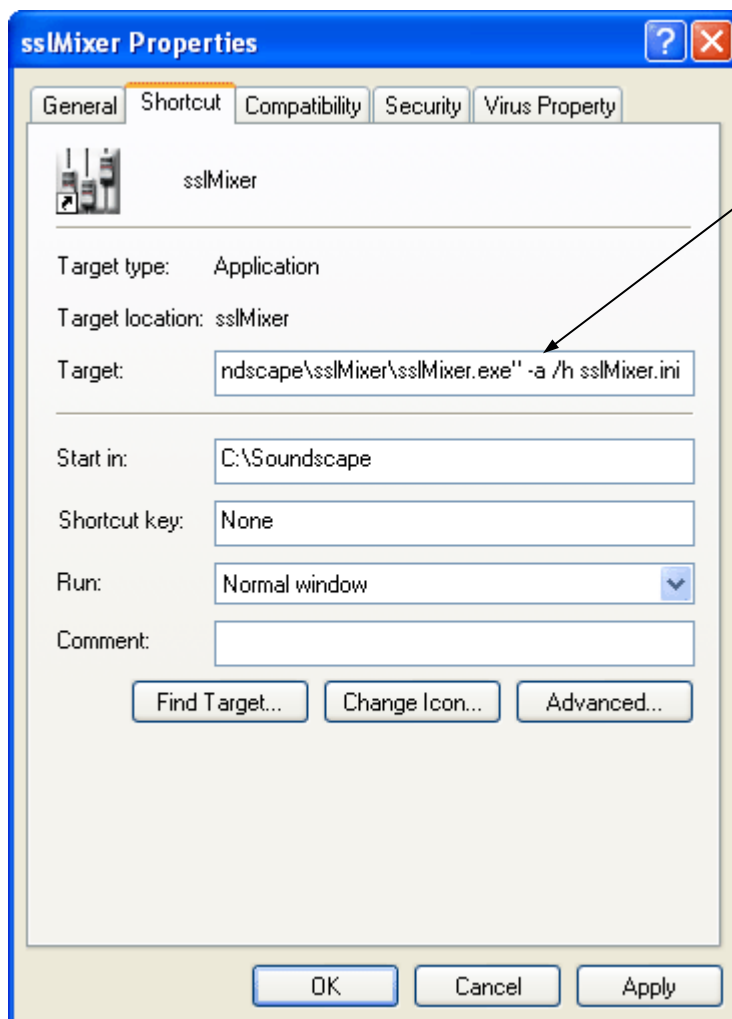 sslMixer Properties
General Shortcut Compatibility Security Virus Property
sslMixer
Target type: Application
Target location: sslMixer
Target: ndscape\sslMixer\sslMixer.exe" -a /h sslMixer.ini
Start in: C:\Soundscape
Shortcut key: None
Run: Normal window
Comment:
Find Target... Change Icon... Advanced...
OK Cancel Apply